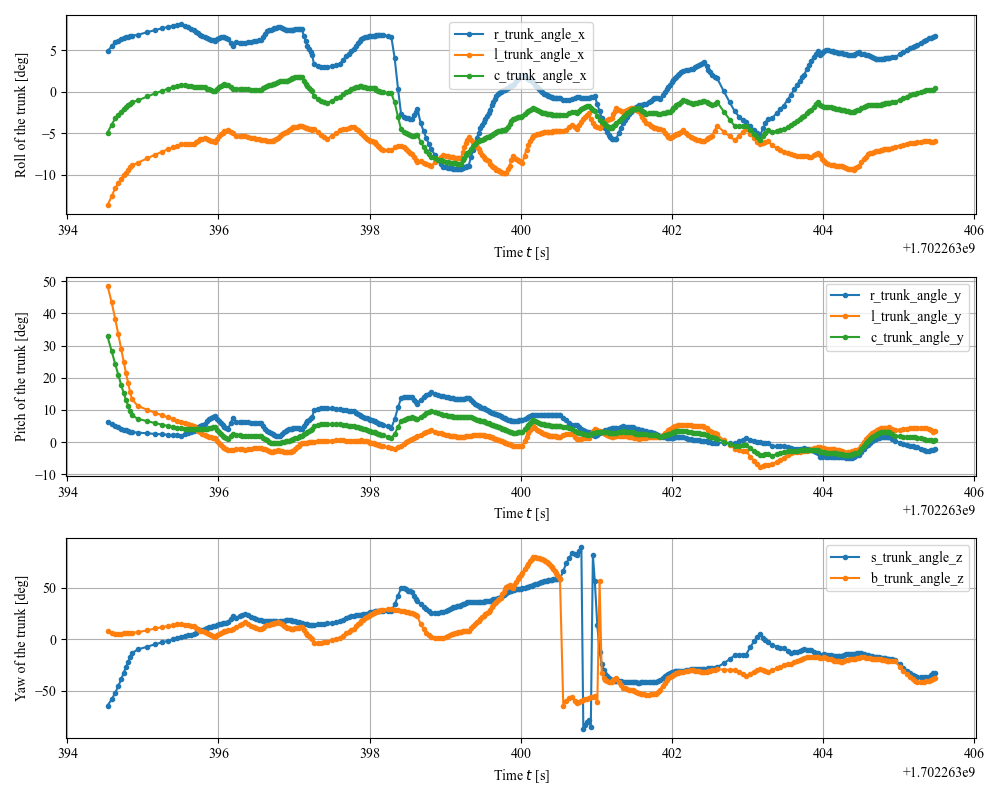 Roll of the trunk [deg]
5
0
−5
−10
r_trunk_angle_x
l_trunk_angle_x
c_trunk_angle_x
394 396 398 400 402 404 406
Time t [s]
+1.702263e9
Pitch of the trunk [deg]
50
40
30
20
10
0
−10
r_trunk_angle_y
l_trunk_angle_y
c_trunk_angle_y
394 396 398 400 402 404 406
Time t [s]
+1.702263e9
Yaw of the trunk [deg]
50
0
−50
s_trunk_angle_z
b_trunk_angle_z
394 396 398 400 402 404 406
Time t [s]
+1.702263e9